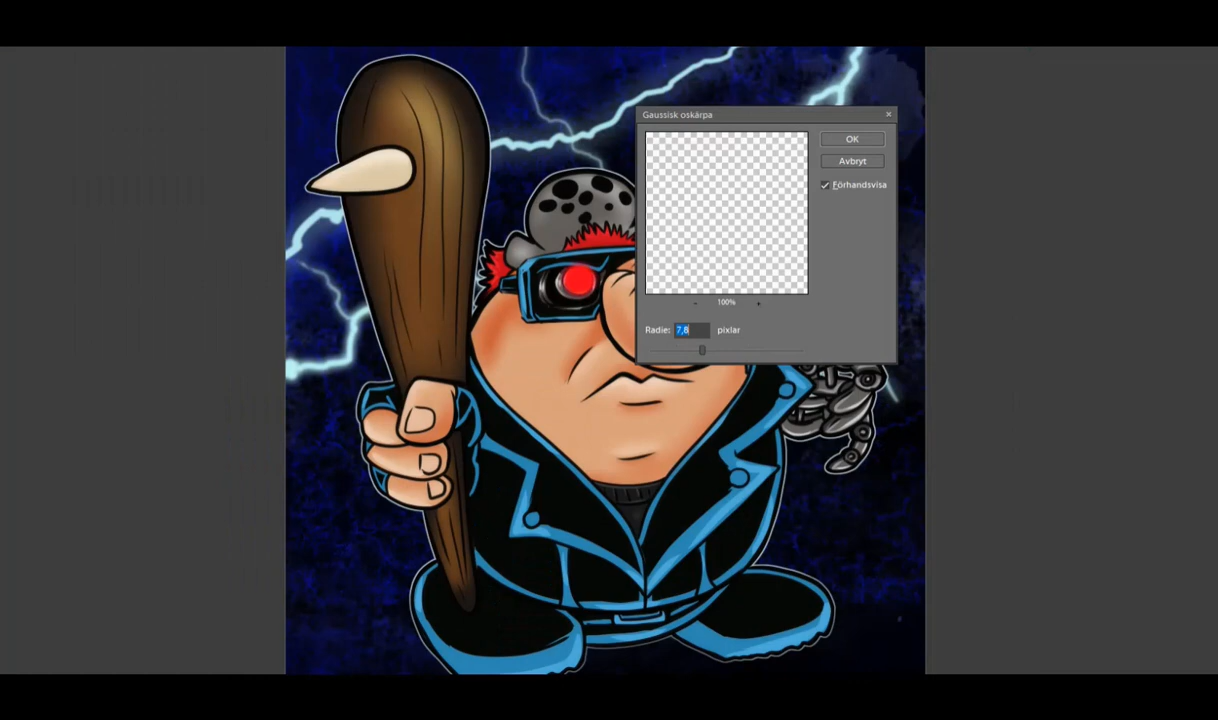 Gaussisk oskärpa
OK
Avbryt
Förhandsvisa
- 100% +
Radie: 7,8 pixlar